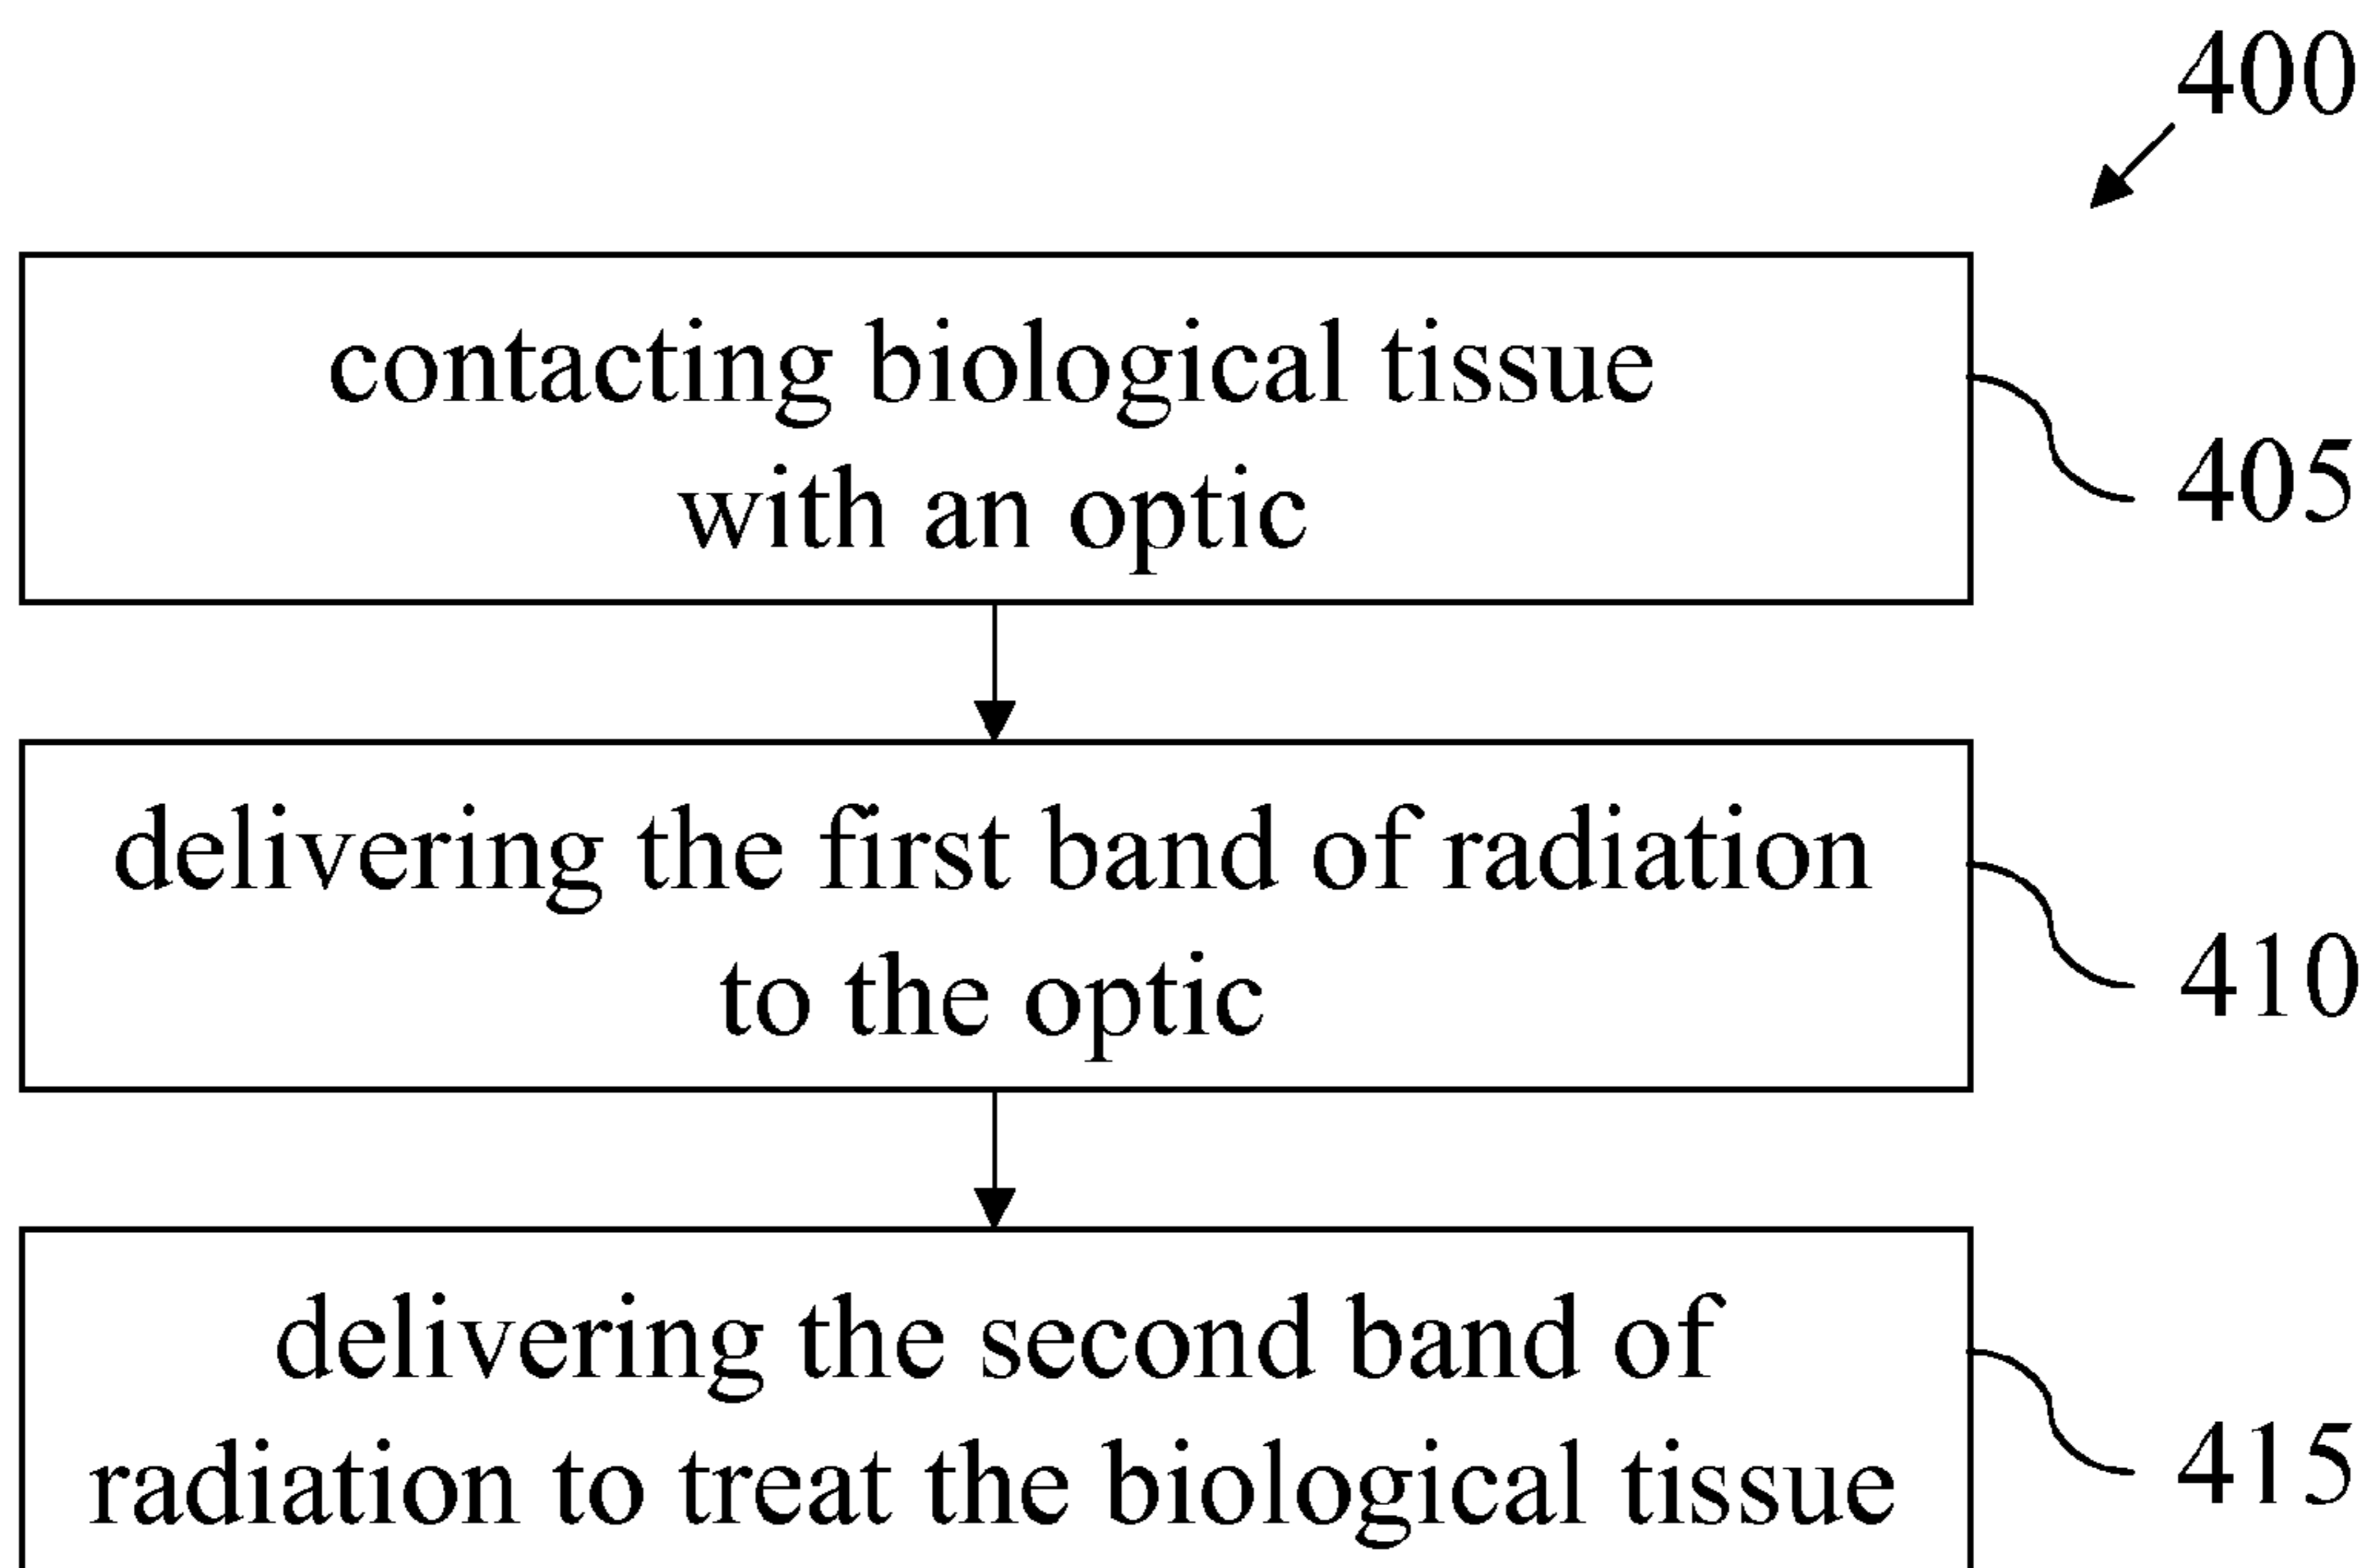 400
contacting biological tissue
with an optic
405
delivering the first band of radiation
to the optic
410
delivering the second band of
radiation to treat the biological tissue
415